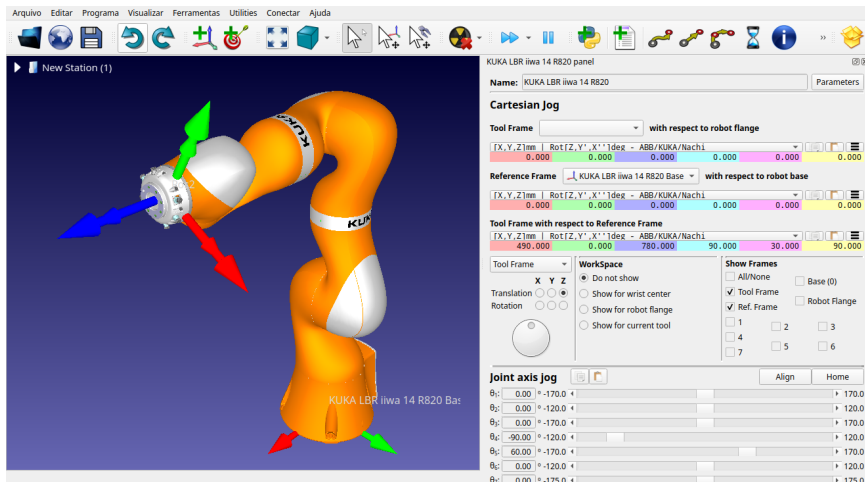 Arquivo Editar Programa Visualizar Ferramentas Utilities Conectar Ajuda
New Station (1)
KUKA
KUKA LBR iiwa 14 R820 Bas
KUKA LBR iiwa 14 R820 panel
Name: KUKA LBR iiwa 14 R820 Parameters
Cartesian Jog
Tool Frame with respect to robot flange
[X,Y,Z]mm | Rot[Z,Y',X'']deg - ABB/KUKA/Nachi
0.000 0.000 0.000 0.000 0.000 0.000
Reference Frame KUKA LBR iiwa 14 R820 Base with respect to robot base
[X,Y,Z]mm | Rot[Z,Y',X'']deg - ABB/KUKA/Nachi
0.000 0.000 0.000 0.000 0.000 0.000
Tool Frame with respect to Reference Frame
[X,Y,Z]mm | Rot[Z,Y',X'']deg - ABB/KUKA/Nachi
490.000 0.000 780.000 90.000 30.000 90.000
Tool Frame
X Y Z
Translation
Rotation
WorkSpace
Do not show
Show for wrist center
Show for robot flange
Show for current tool
Show Frames
All/None
Base (0)
Tool Frame
Robot Flange
Ref. Frame
1 2 3
4 5 6
7
Joint axis jog Align Home
θ₁: 0.00 ° -170.0 170.0
θ₂: 0.00 ° -120.0 120.0
θ₃: 0.00 ° -170.0 170.0
θ₄: -90.00 ° -120.0 120.0
θ₅: 60.00 ° -170.0 170.0
θ₆: 0.00 ° -120.0 120.0
0.00 ° -175.0 175.0